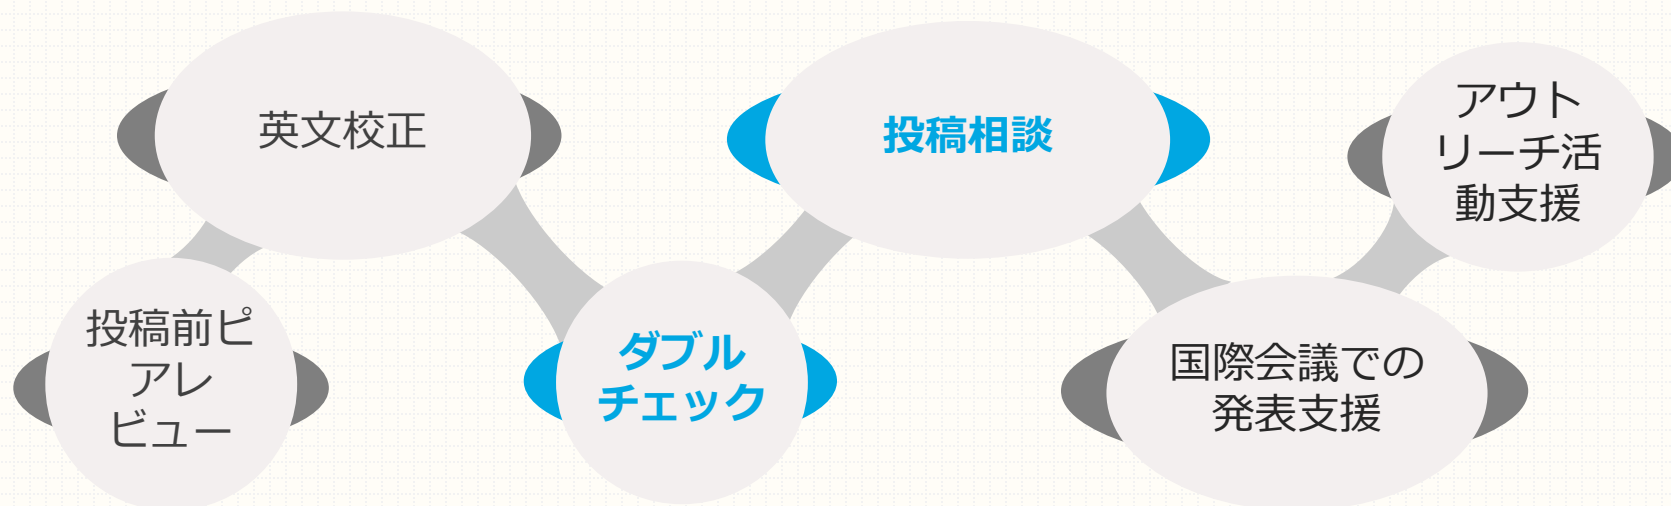 英文校正
投稿相談
アウト
リーチ活
動支援
投稿前ピ
アレ
ビュー
ダブル
チェック
国際会議での
発表支援